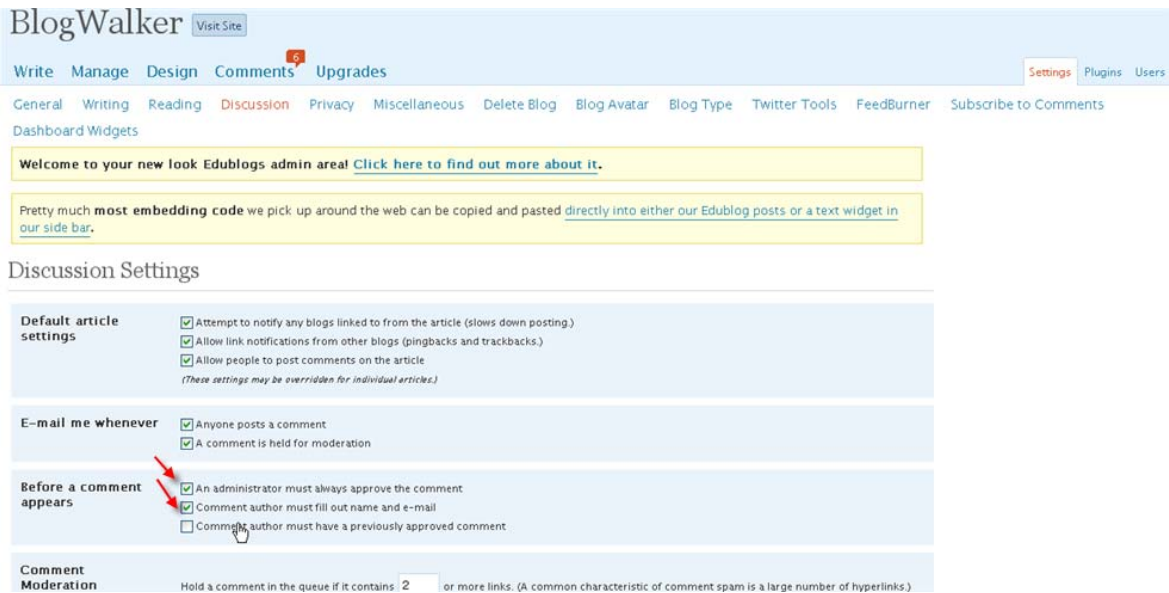 BlogWalker Visit Site
6
Write Manage Design Comments Upgrades Settings Plugins Users
General Writing Reading Discussion Privacy Miscellaneous Delete Blog Blog Avatar Blog Type Twitter Tools FeedBurner Subscribe to Comments
Dashboard Widgets
Welcome to your new look Edublogs admin area! Click here to find out more about it.
Pretty much most embedding code we pick up around the web can be copied and pasted directly into either our Edublog posts or a text widget in
our side bar.
Discussion Settings
Default article
settings
Attempt to notify any blogs linked to from the article (slows down posting.)
Allow link notifications from other blogs (pingbacks and trackbacks.)
Allow people to post comments on the article
(These settings may be overridden for individual articles.)
E-mail me whenever
Anyone posts a comment
A comment is held for moderation
Before a comment
appears
An administrator must always approve the comment
Comment author must fill out name and e-mail
Comment author must have a previously approved comment
Comment
Moderation
Hold a comment in the queue if it contains 2 or more links. (A common characteristic of comment spam is a large number of hyperlinks.)